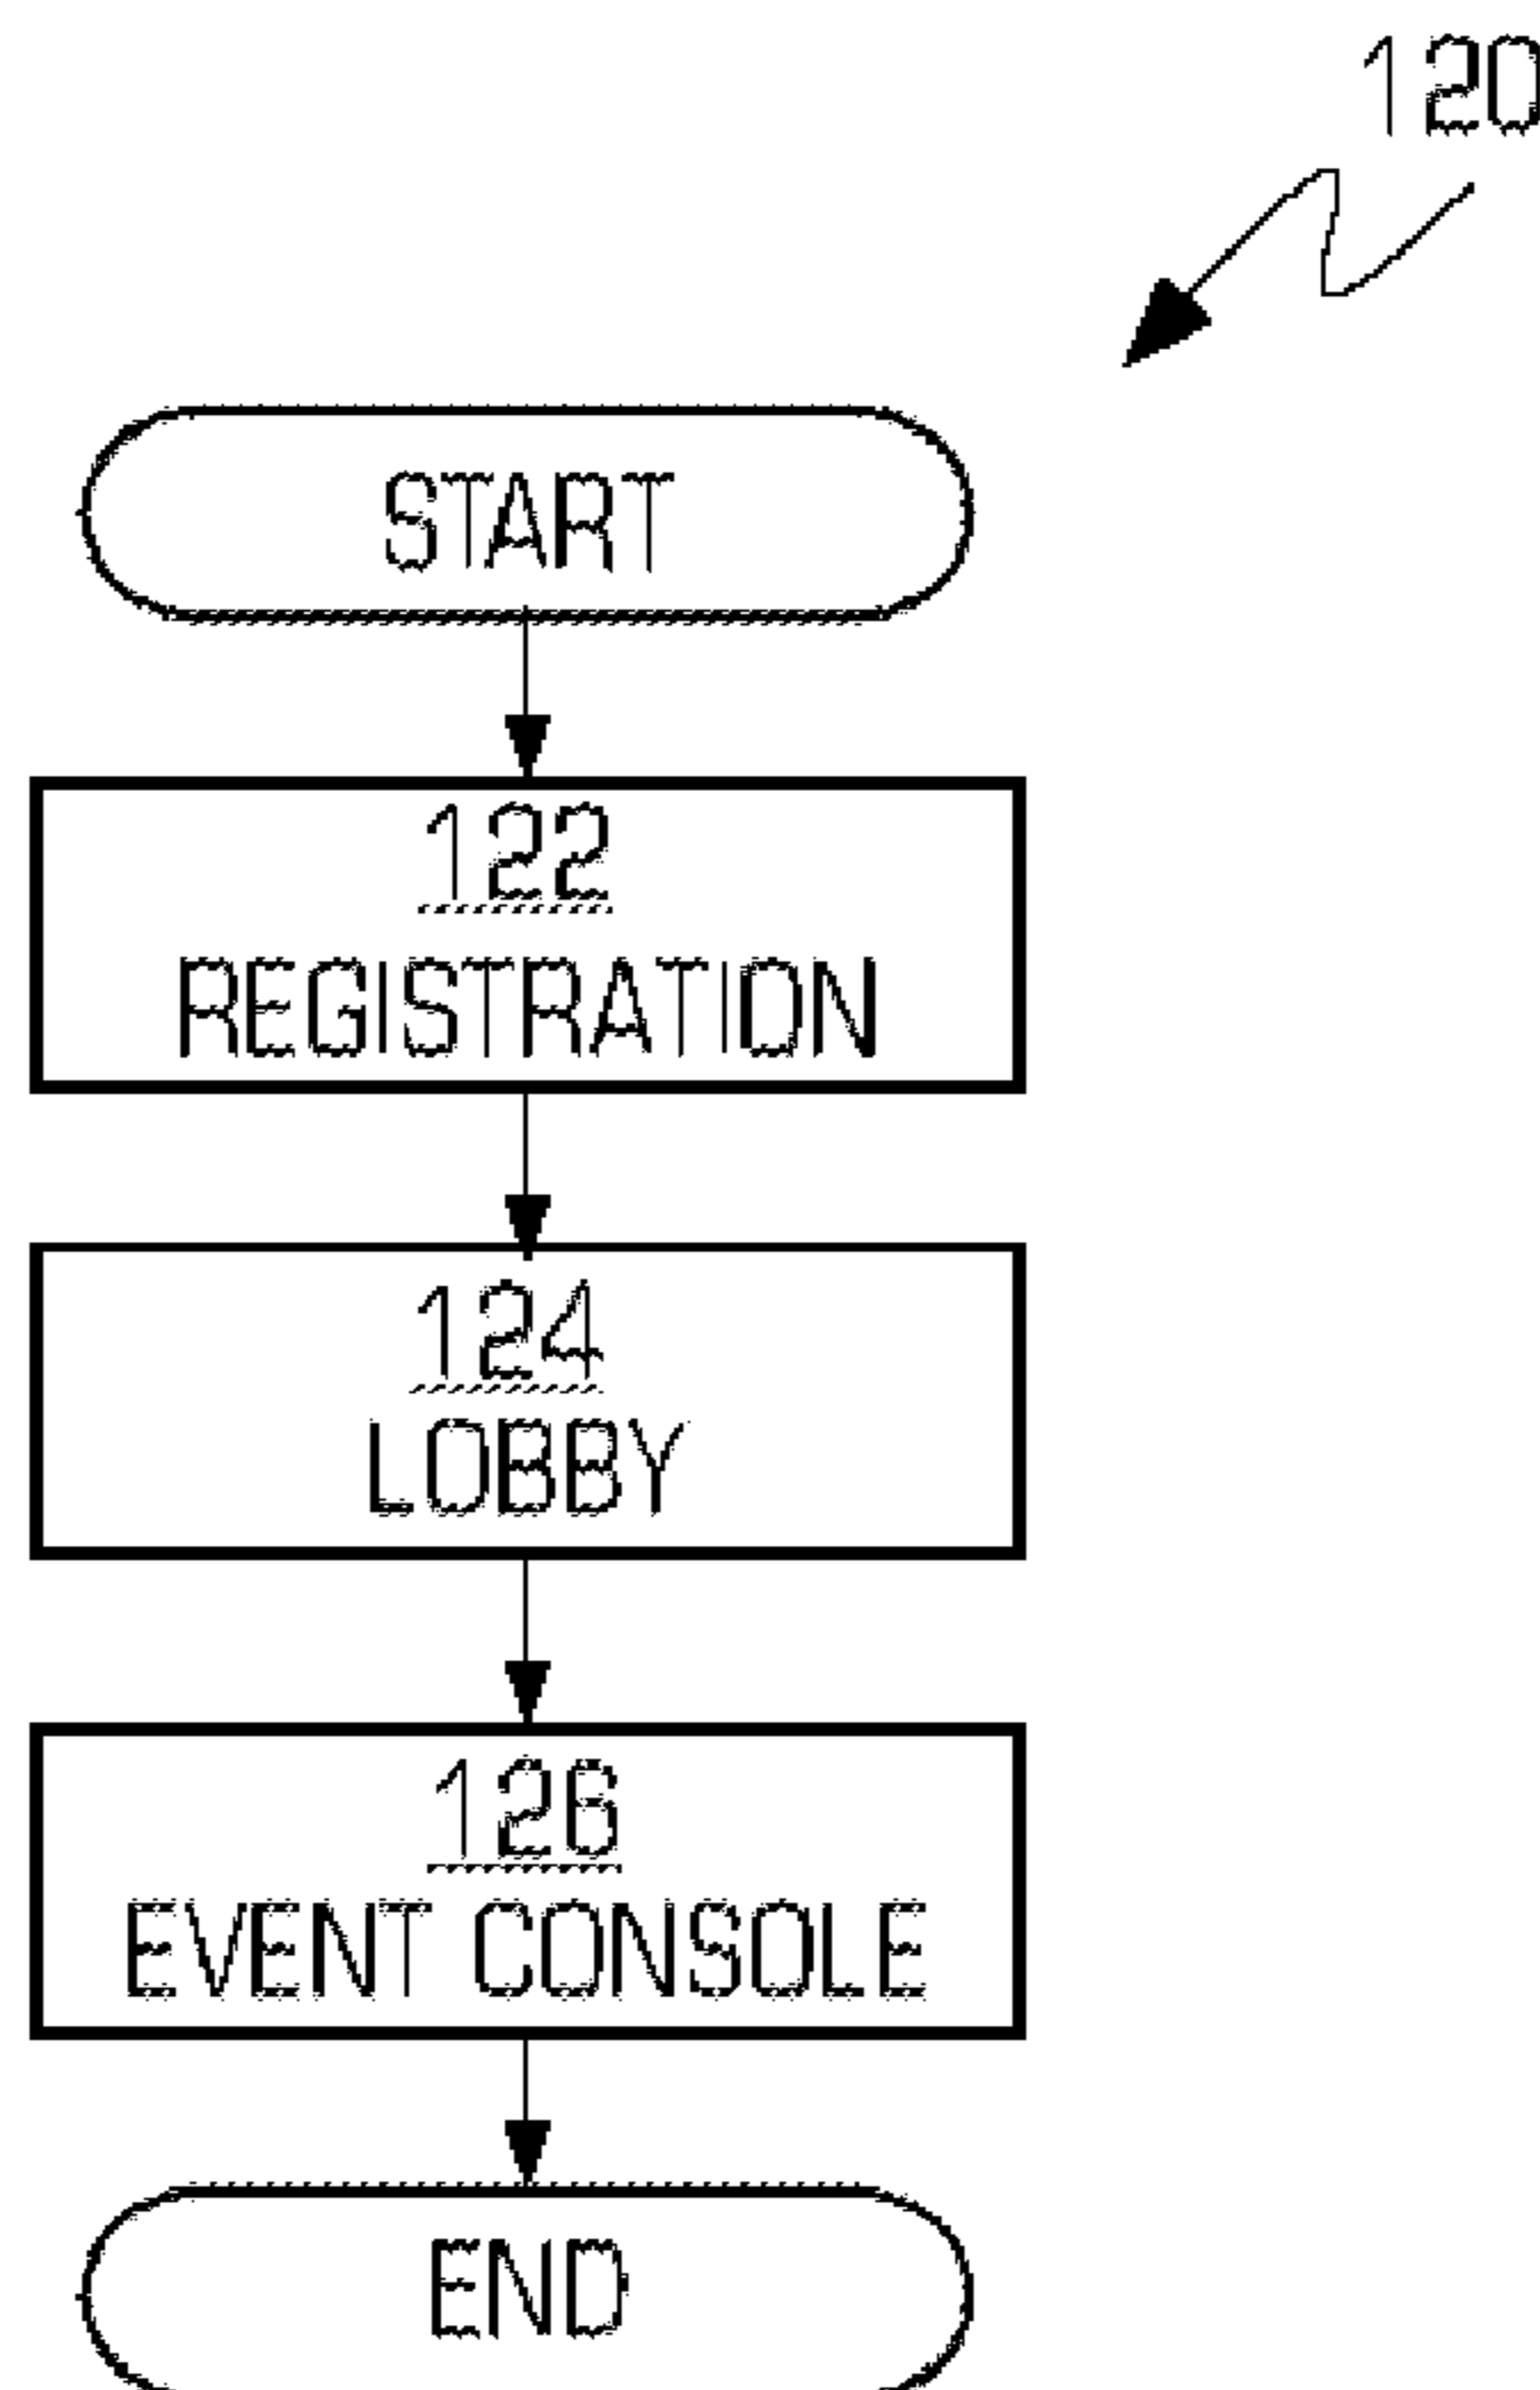 120
START
122
REGISTRATION
124
LOBBY
126
EVENT CONSOLE
END